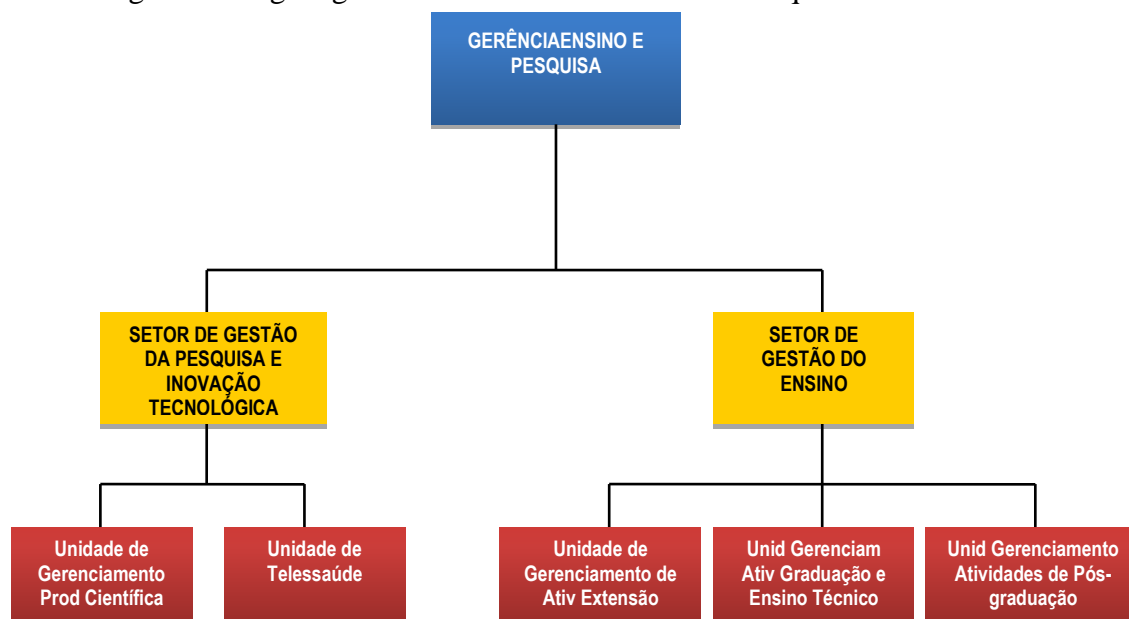 GERÊNCIAENSINO E
PESQUISA
SETOR DE GESTÃO
DA PESQUISA E
INOVAÇÃO
TECNOLÓGICA
SETOR DE
GESTÃO DO
ENSINO
Unidade de
Gerenciamento
Prod Científica
Unidade de
Telessaúde
Unidade de
Gerenciamento de
Ativ Extensão
Unid Gerenciam
Ativ Graduação e
Ensino Técnico
Unid Gerenciamento
Atividades de Pós-
graduação